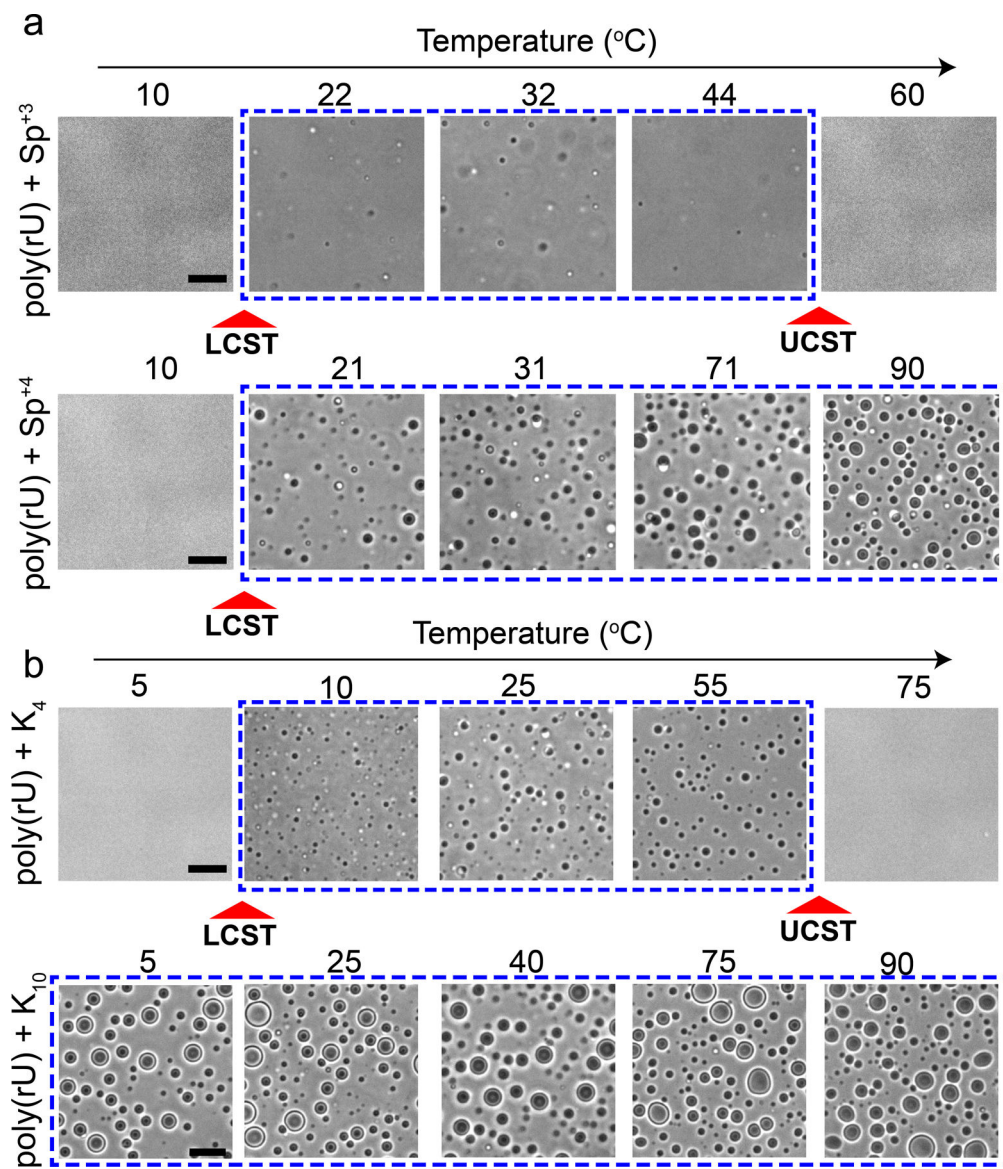 a
Temperature (°C)
10 22 32 44 60
poly(rU) + Sp⁺³
LCST UCST
10 21 31 71 90
poly(rU) + Sp⁺⁴
LCST
b
Temperature (°C)
5 10 25 55 75
poly(rU) + K₄
LCST UCST
5 25 40 75 90
poly(rU) + K₁₀